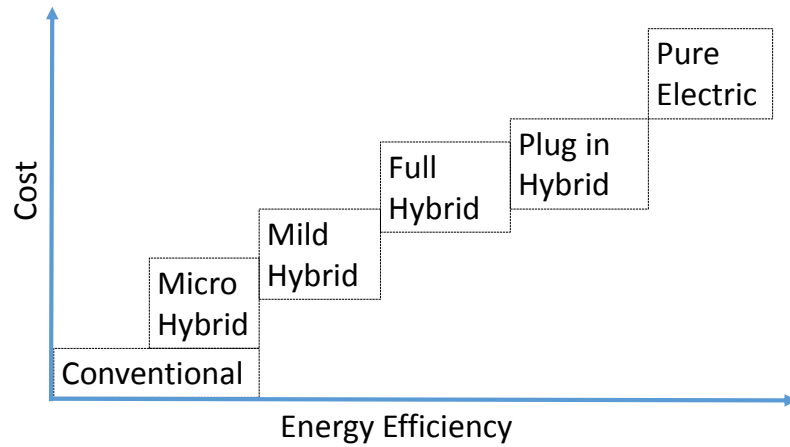 Pure
Electric
Plug in
Hybrid
Full
Hybrid
Mild
Hybrid
Micro
Hybrid
Conventional
Cost
Energy Efficiency